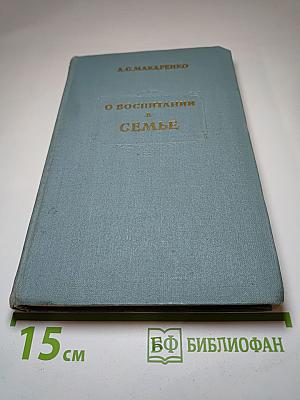 А.С.МАКАРЕНКО
О ВОСПИТАНИИ
В
СЕМЬЕ
15 см
БФ БИБЛИОФАН